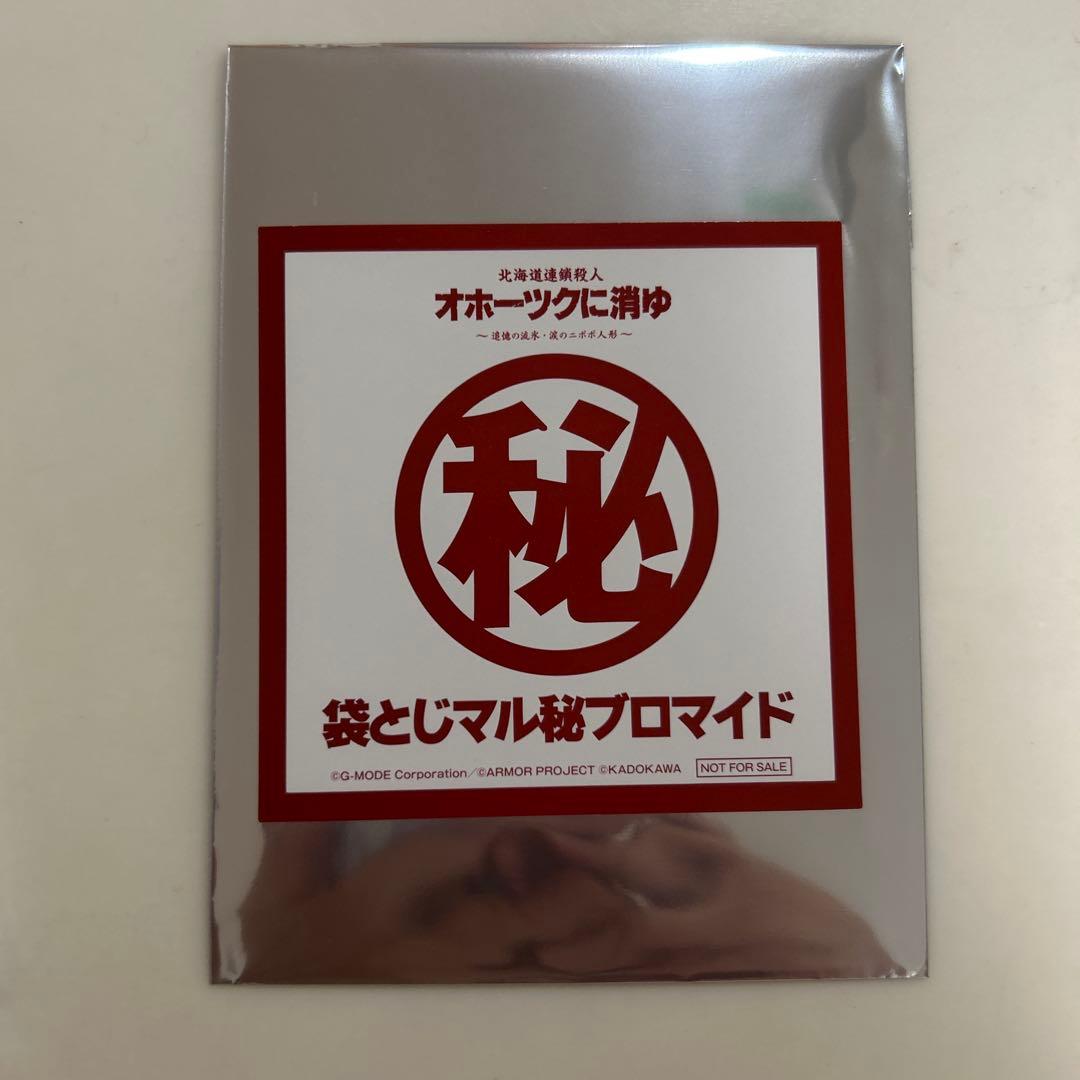 北海道連鎖殺人
オホーツクに消ゆ
～追憶の流氷・涙のニポポ人形～
秘
袋とじマル秘ブロマイド
©G-MODE Corporation／©ARMOR PROJECT ©KADOKAWA NOT FOR SALE